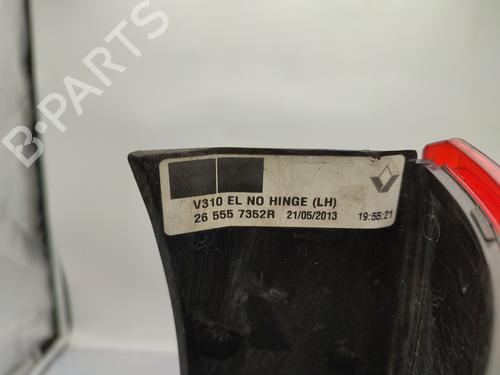 B-PARTS
V310 EL NO HINGE (LH)
26 555 7352R 21/05/2013 19:55:21